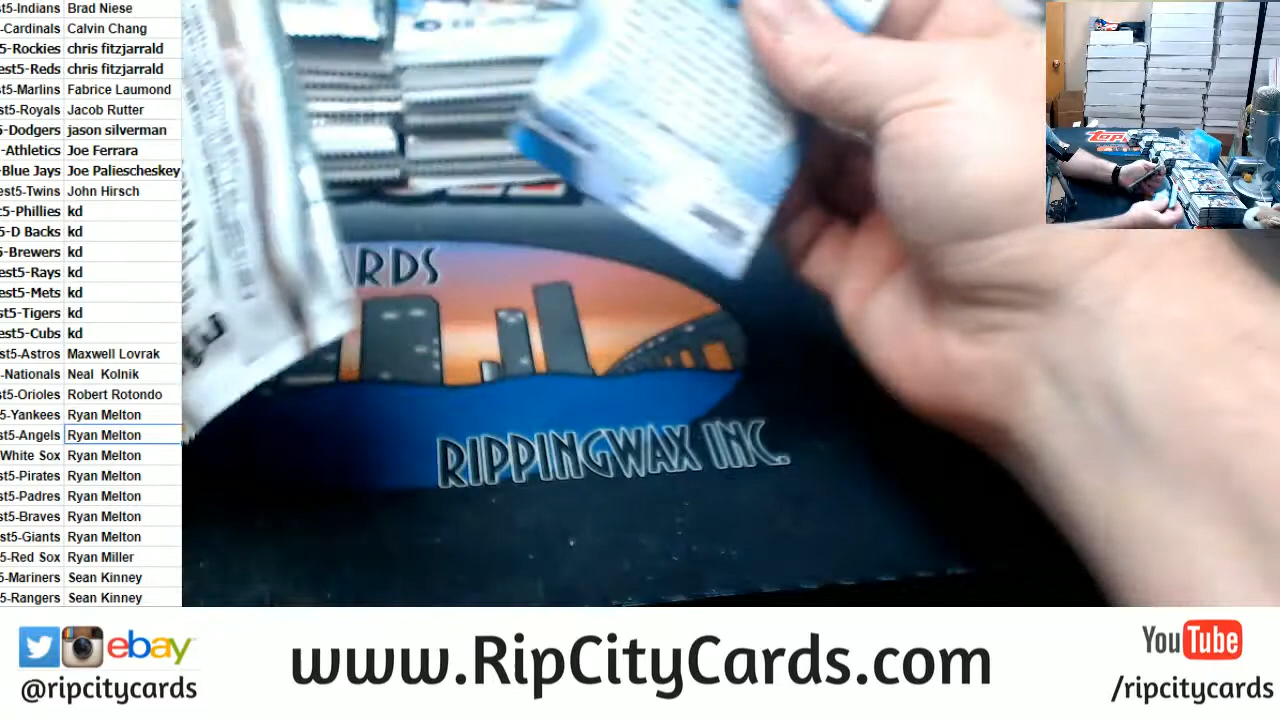 t5-Indians Brad Niese
-Cardinals Calvin Chang
5-Rockies chris fitzjarrald
est5-Reds chris fitzjarrald
5-Marlins Fabrice Laumond
st5-Royals Jacob Rutter
5-Dodgers jason silverman
-Athletics Joe Ferrara
-Blue Jays Joe Paliescheskey
est5-Twins John Hirsch
5-Phillies kd
5-D Backs kd
5-Brewers kd
est5-Rays kd
est5-Mets kd
st5-Tigers kd
est5-Cubs kd
st5-Astros Maxwell Lovrak
-Nationals Neal Kolnik
st5-Orioles Robert Rotondo
5-Yankees Ryan Melton
st5-Angels Ryan Melton
White Sox Ryan Melton
st5-Pirates Ryan Melton
st5-Padres Ryan Melton
st5-Braves Ryan Melton
st5-Giants Ryan Melton
5-Red Sox Ryan Miller
5-Mariners Sean Kinney
5-Rangers Sean Kinney
ARDS
RIPPINGWAX INC.
topps
ebay
@ripcitycards
www.RipCityCards.com
YouTube
/ripcitycards